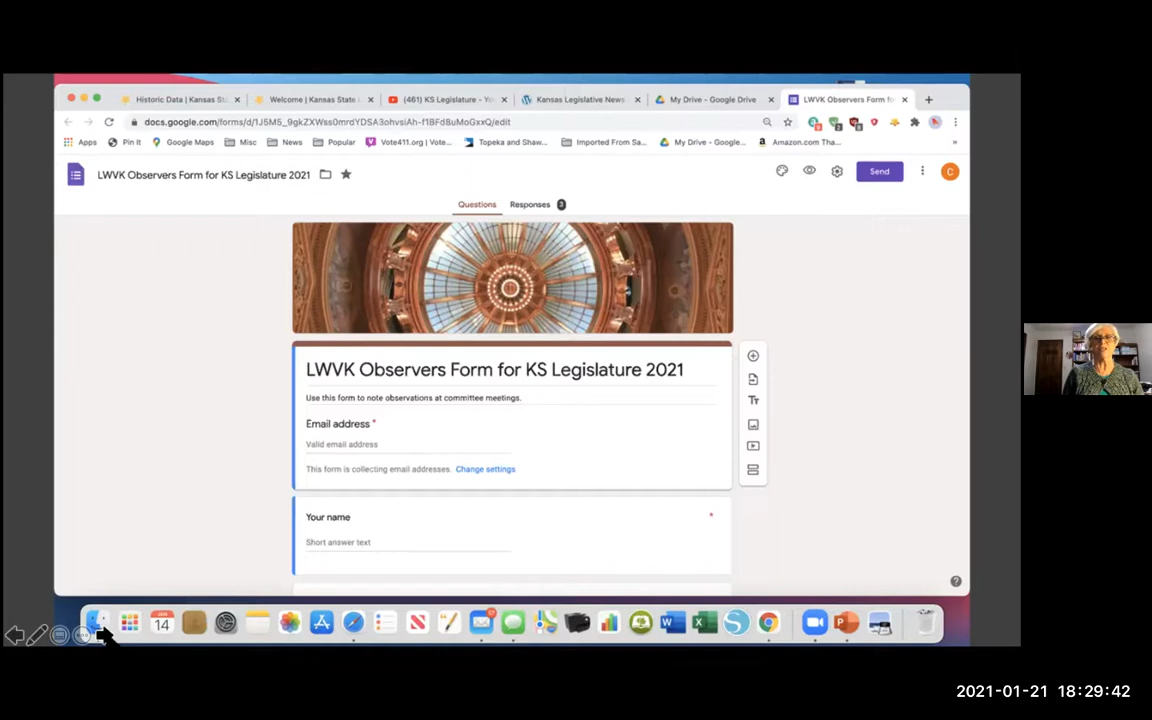 Historic Data | Kansas St
Welcome | Kansas State
(461) KS Legislature - Yo
Kansas Legislative News
My Drive - Google Drive
LWVK Observers Form fo
docs.google.com/forms/d/1J5M5_9gkZXWss0mrdYDSA3ohvsiAh-f1BFd8uMoGxxQ/edit
Apps
Pin It
Google Maps
Misc
News
Popular
Vote411.org | Vote...
Topeka and Shaw...
Imported From Sa...
My Drive - Google...
Amazon.com Tha...
»
LWVK Observers Form for KS Legislature 2021
Send
C
Questions
Responses 3
LWVK Observers Form for KS Legislature 2021
Use this form to note observations at committee meetings.
Email address *
Valid email address
This form is collecting email addresses. Change settings
Tт
Your name *
Short answer text
14
2021-01-21 18:29:42